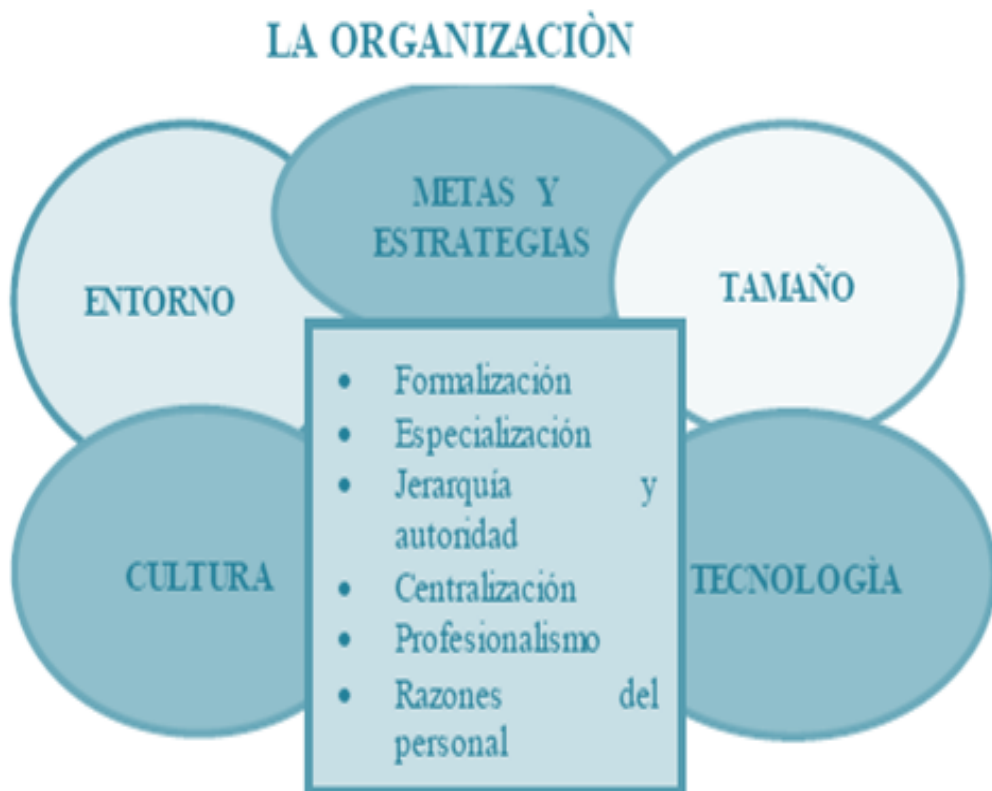 LA ORGANIZACIÒN
METAS Y
ESTRATEGIAS
ENTORNO
TAMAÑO
• Formalización
• Especialización
• Jerarquía y
autoridad
• Centralización
• Profesionalismo
• Razones del
personal
CULTURA
TECNOLOGÌA